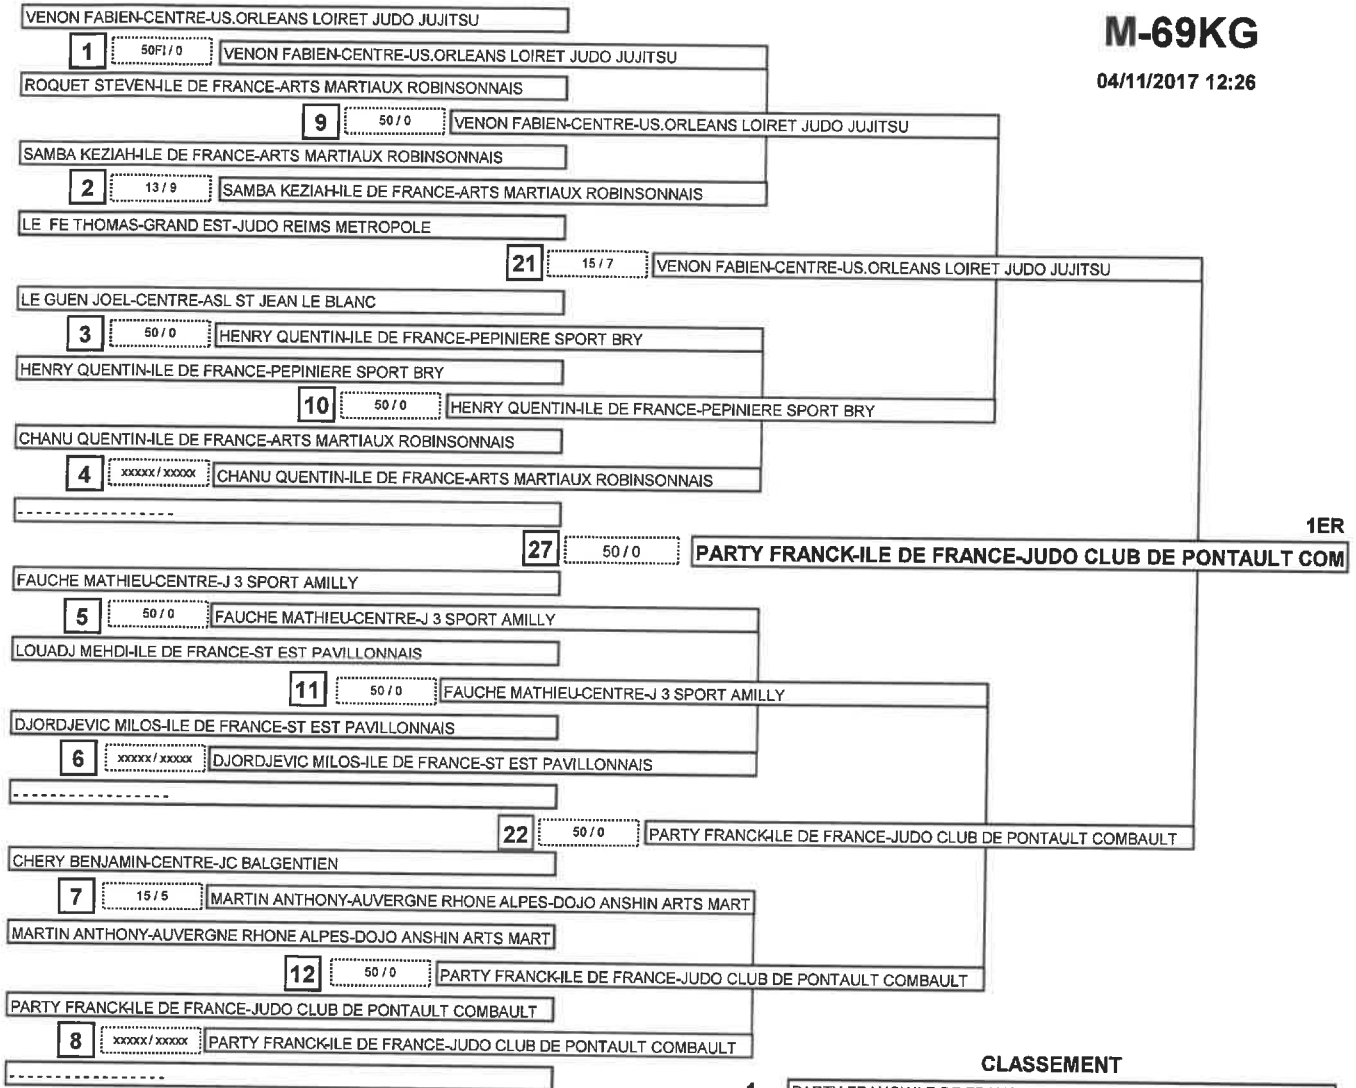 VENON FABIEN-CENTRE-US.ORLEANS LOIRET JUDO JUJITSU
M-69KG
1 50FI/0 VENON FABIEN-CENTRE-US.ORLEANS LOIRET JUDO JUJITSU
04/11/2017 12:26
ROQUET STEVEN-ILE DE FRANCE-ARTS MARTIAUX ROBINSONNAIS
9 50/0 VENON FABIEN-CENTRE-US.ORLEANS LOIRET JUDO JUJITSU
SAMBA KEZIAH-ILE DE FRANCE-ARTS MARTIAUX ROBINSONNAIS
2 13/9 SAMBA KEZIAH-ILE DE FRANCE-ARTS MARTIAUX ROBINSONNAIS
LE FE THOMAS-GRAND EST-JUDO REIMS METROPOLE
21 15/7 VENON FABIEN-CENTRE-US.ORLEANS LOIRET JUDO JUJITSU
LE GUEN JOEL-CENTRE-ASL ST JEAN LE BLANC
3 50/0 HENRY QUENTIN-ILE DE FRANCE-PEPINIERE SPORT BRY
HENRY QUENTIN-ILE DE FRANCE-PEPINIERE SPORT BRY
10 50/0 HENRY QUENTIN-ILE DE FRANCE-PEPINIERE SPORT BRY
CHANU QUENTIN-ILE DE FRANCE-ARTS MARTIAUX ROBINSONNAIS
4 xxxxx/xxxxx CHANU QUENTIN-ILE DE FRANCE-ARTS MARTIAUX ROBINSONNAIS
-----------------
1ER
27 50/0 PARTY FRANCK-ILE DE FRANCE-JUDO CLUB DE PONTAULT COM
FAUCHE MATHIEU-CENTRE-J 3 SPORT AMILLY
5 50/0 FAUCHE MATHIEU-CENTRE-J 3 SPORT AMILLY
LOUADJ MEHDI-ILE DE FRANCE-ST EST PAVILLONNAIS
11 50/0 FAUCHE MATHIEU-CENTRE-J 3 SPORT AMILLY
DJORDJEVIC MILOS-ILE DE FRANCE-ST EST PAVILLONNAIS
6 xxxxx/xxxxx DJORDJEVIC MILOS-ILE DE FRANCE-ST EST PAVILLONNAIS
-----------------
22 50/0 PARTY FRANCK-ILE DE FRANCE-JUDO CLUB DE PONTAULT COMBAULT
CHERY BENJAMIN-CENTRE-JC BALGENTIEN
7 15/5 MARTIN ANTHONY-AUVERGNE RHONE ALPES-DOJO ANSHIN ARTS MART
MARTIN ANTHONY-AUVERGNE RHONE ALPES-DOJO ANSHIN ARTS MART
12 50/0 PARTY FRANCK-ILE DE FRANCE-JUDO CLUB DE PONTAULT COMBAULT
PARTY FRANCK-ILE DE FRANCE-JUDO CLUB DE PONTAULT COMBAULT
8 xxxxx/xxxxx PARTY FRANCK-ILE DE FRANCE-JUDO CLUB DE PONTAULT COMBAULT
CLASSEMENT
-----------------